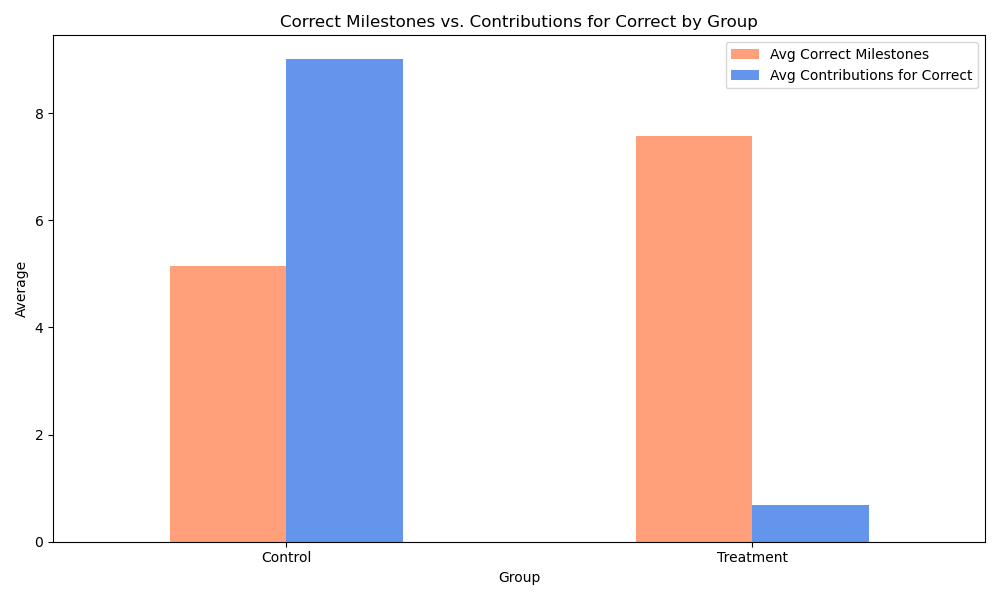 Correct Milestones vs. Contributions for Correct by Group
Avg Correct Milestones
Avg Contributions for Correct
8
6
4
2
0
Average
Control
Treatment
Group